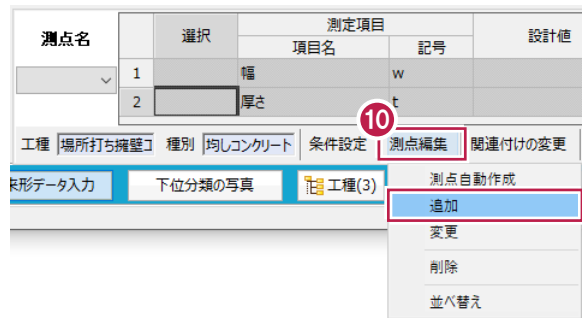 測点名 選択 測定項目 設計値
項目名 記号
1 幅 w
2 厚さ t
10
工種 場所打ち擁壁工 種別 均しコンクリート 条件設定 測点編集 関連付けの変更
来形データ入力 下位分類の写真 工種(3)
測点自動作成
追加
変更
削除
並べ替え